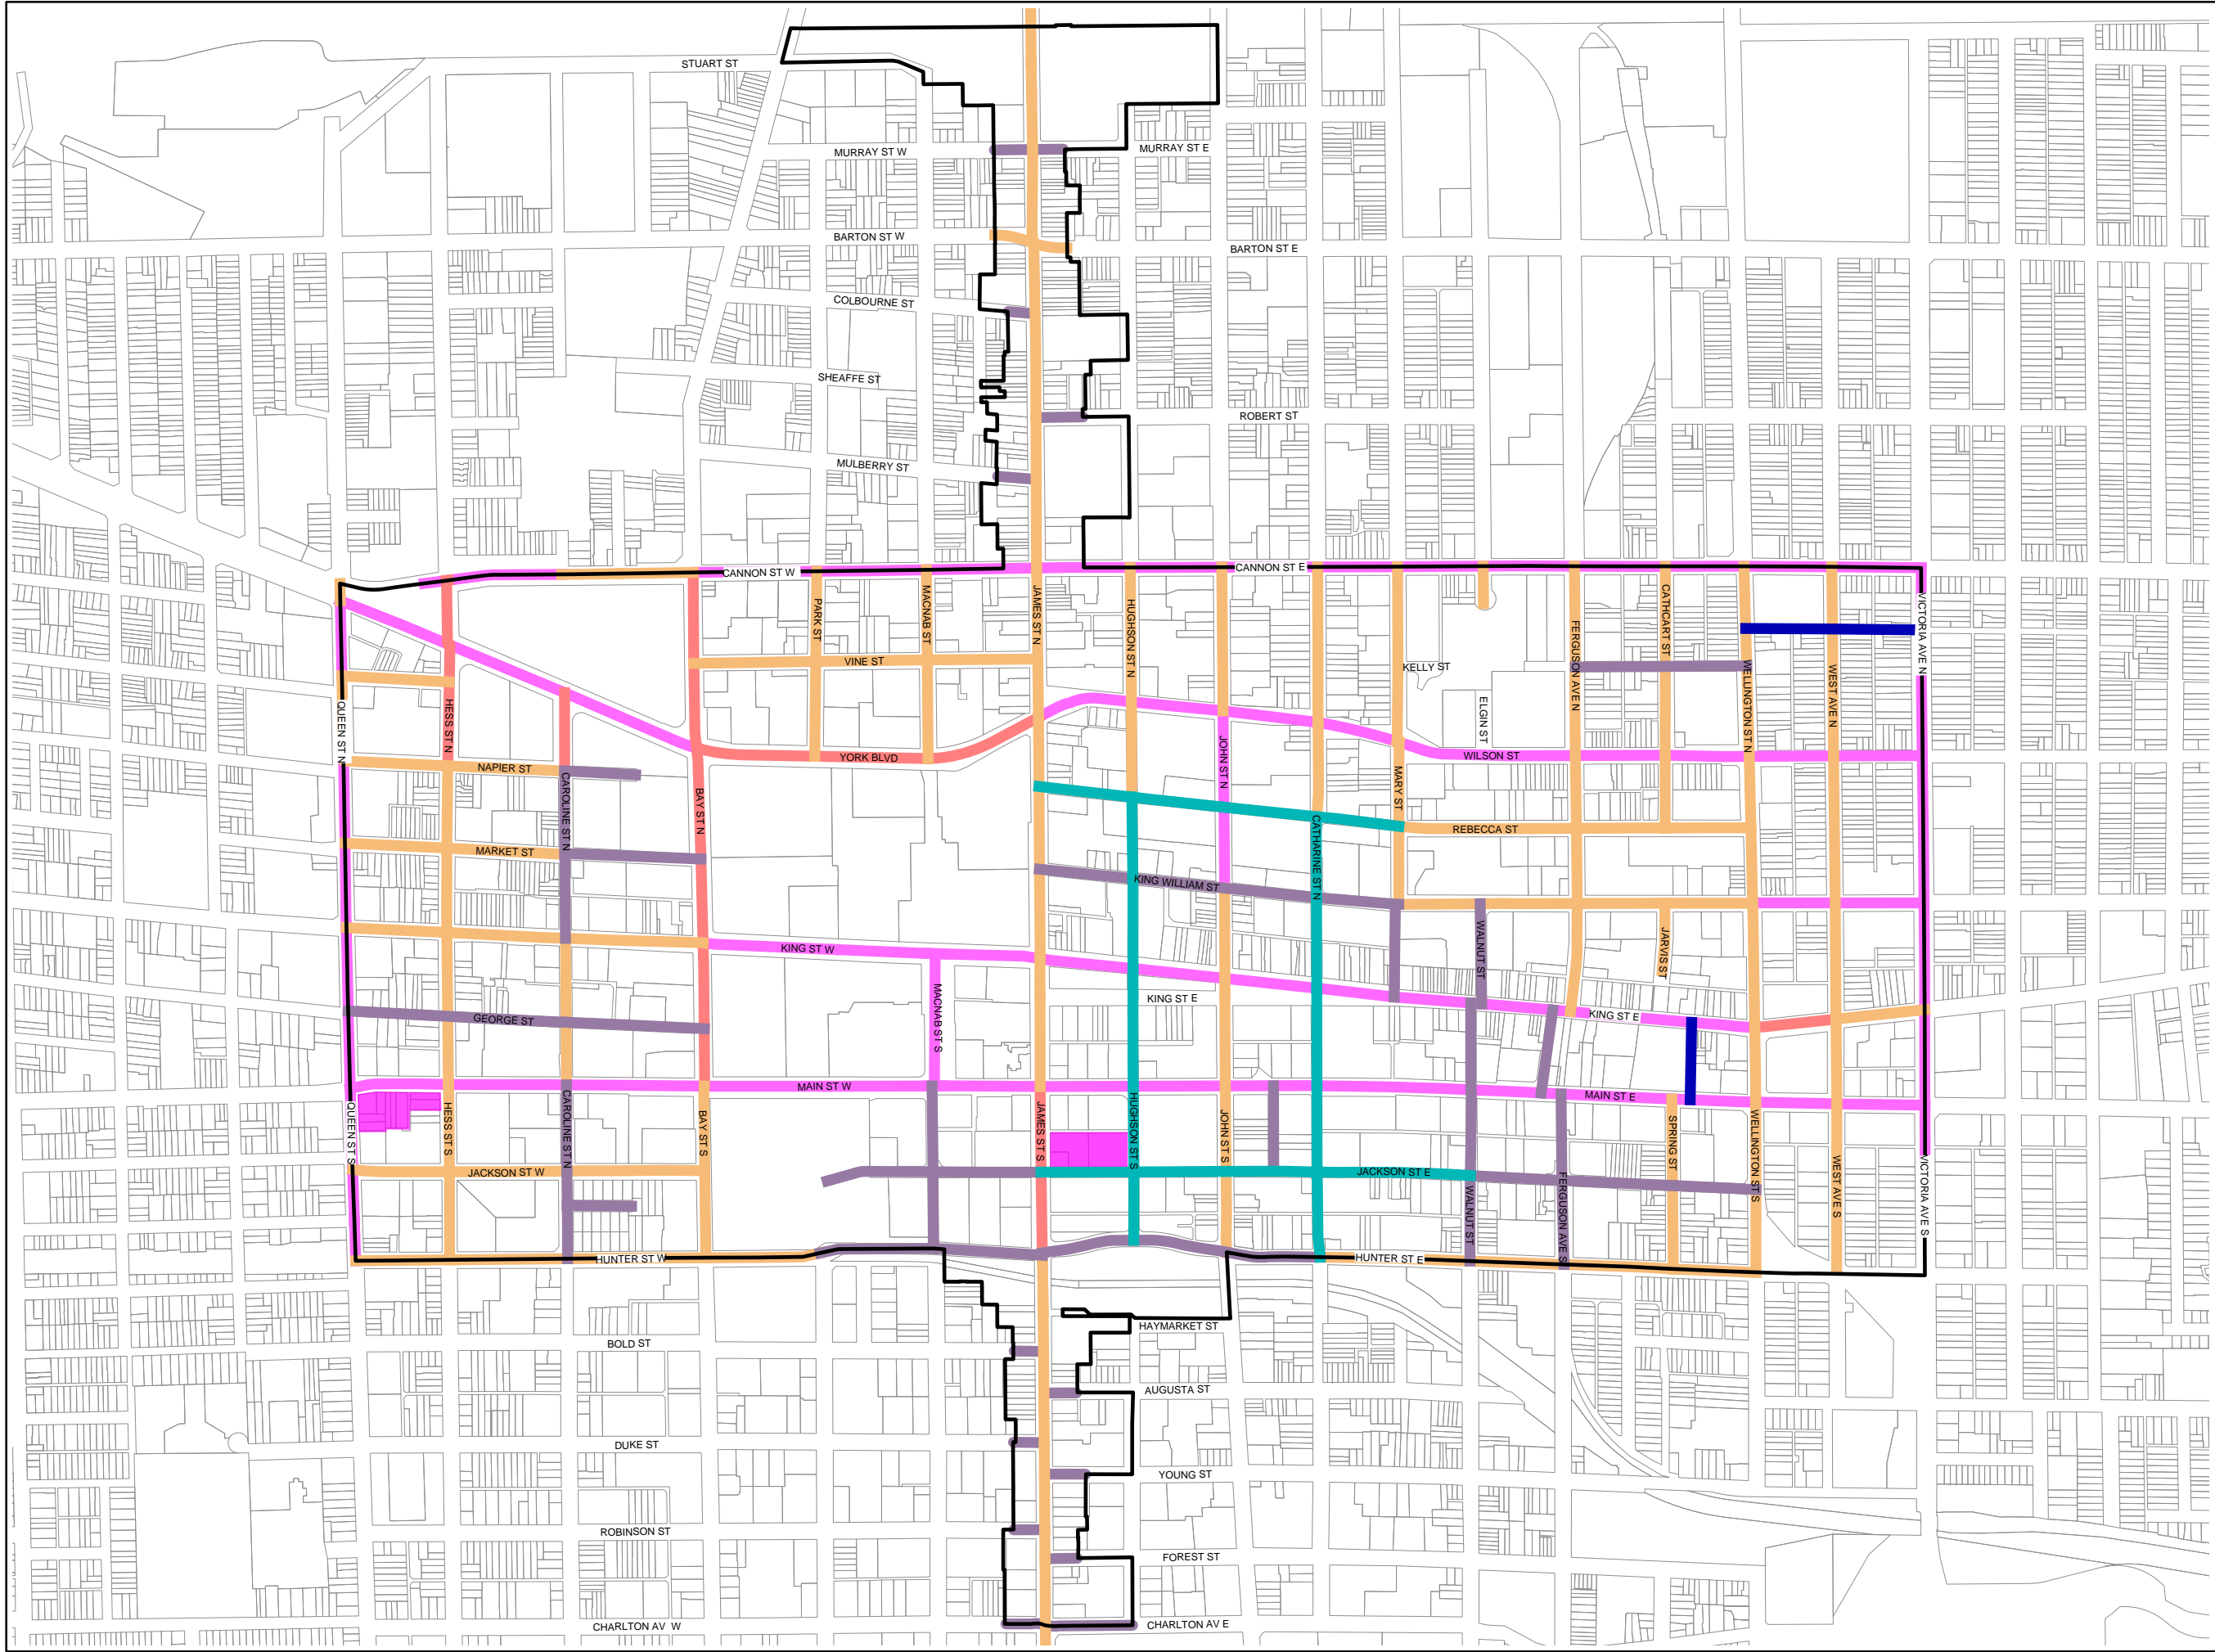 STUART ST
MURRAY ST W
MURRAY ST E
BARTON ST W
BARTON ST E
COLBOURNE ST
SHEAFFE ST
ROBERT ST
MULBERRY ST
CANNON ST W
CANNON ST E
PARK ST
MACNAB ST
JAMES ST N
HUGHSON ST N
FERGUSON AVE N
CATHCART ST
VICTORIA AVE N
VINE ST
KELLY ST
WELLINGTON ST N
WEST AVE N
QUEEN ST N
HESS ST N
ELGIN ST
JOHN ST N
YORK BLVD
WILSON ST
NAPIER ST
CAROLINE ST N
BAY ST N
MARY ST
CATHARINE ST N
REBECCA ST
MARKET ST
KING WILLIAM ST
WALNUT ST
JARVIS ST
KING ST W
MACNAB ST S
KING ST E
KING ST E
GEORGE ST
MAIN ST W
MAIN ST E
QUEEN ST S
HESS ST S
CAROLINE ST N
BAY ST S
JAMES ST S
HUGHSON ST S
JOHN ST S
SPRING ST
WELLINGTON ST S
WEST AVE S
VICTORIA AVE S
JACKSON ST W
JACKSON ST E
WALNUT ST
FERGUSON AVE S
HUNTER ST W
HUNTER ST E
HAYMARKET ST
BOLD ST
AUGUSTA ST
DUKE ST
YOUNG ST
ROBINSON ST
FOREST ST
CHARLTON AV W
CHARLTON AV E